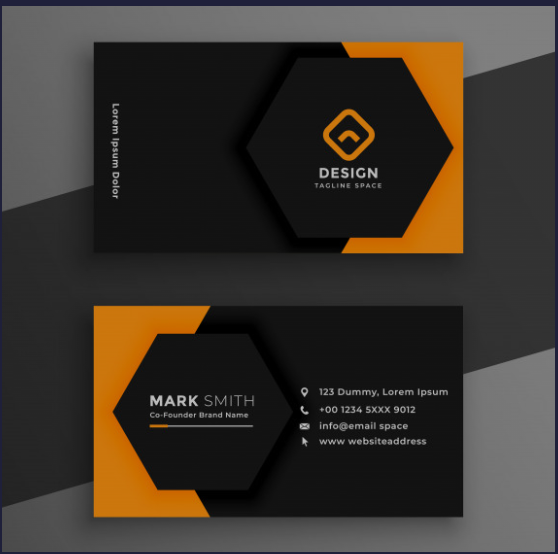 Lorem Ipsum Dolor
DESIGN
TAGLINE SPACE
MARK SMITH
Co-Founder Brand Name
123 Dummy, Lorem Ipsum
+00 1234 5XXX 9012
info@email space
www websiteaddress